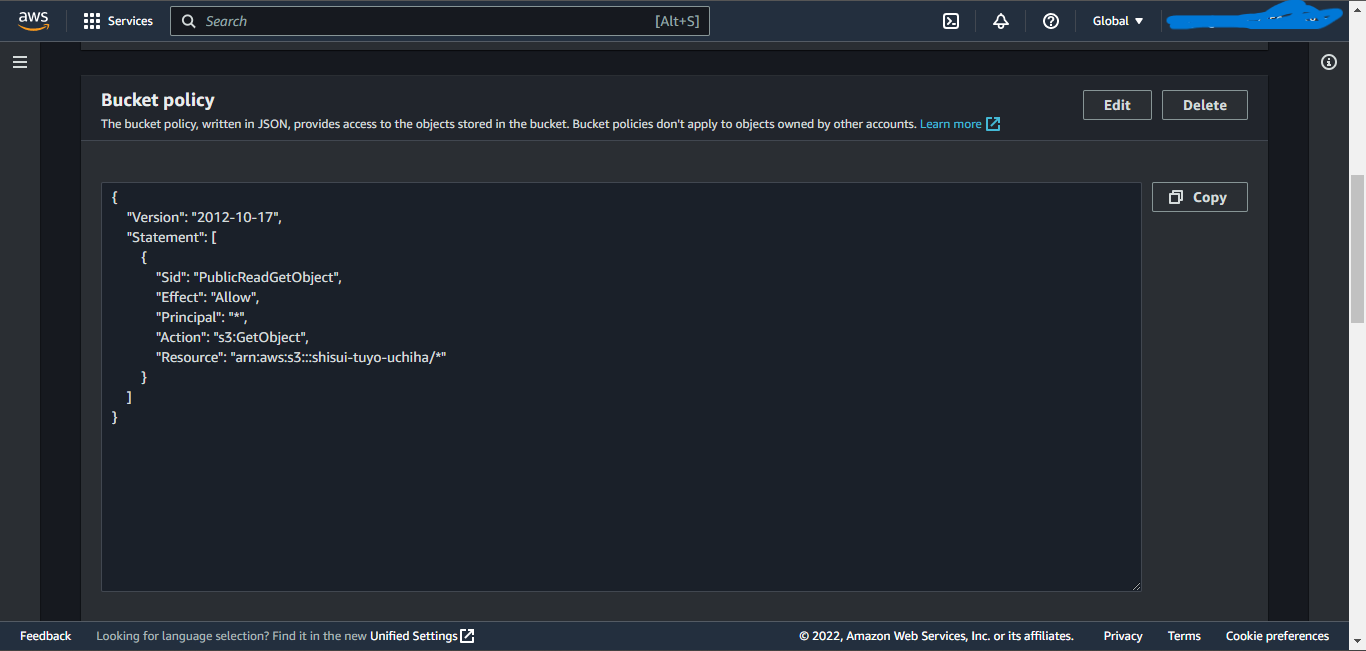 aws
Services
Search
[Alt+S]
Global
Bucket policy
Edit
Delete
The bucket policy, written in JSON, provides access to the objects stored in the bucket. Bucket policies don't apply to objects owned by other accounts. Learn more
Copy
{
"Version": "2012-10-17",
"Statement": [
{
"Sid": "PublicReadGetObject",
"Effect": "Allow",
"Principal": "*",
"Action": "s3:GetObject",
"Resource": "arn:aws:s3:::shisui-tuyo-uchiha/*"
}
]
}
Feedback
Looking for language selection? Find it in the new Unified Settings
© 2022, Amazon Web Services, Inc. or its affiliates.
Privacy
Terms
Cookie preferences